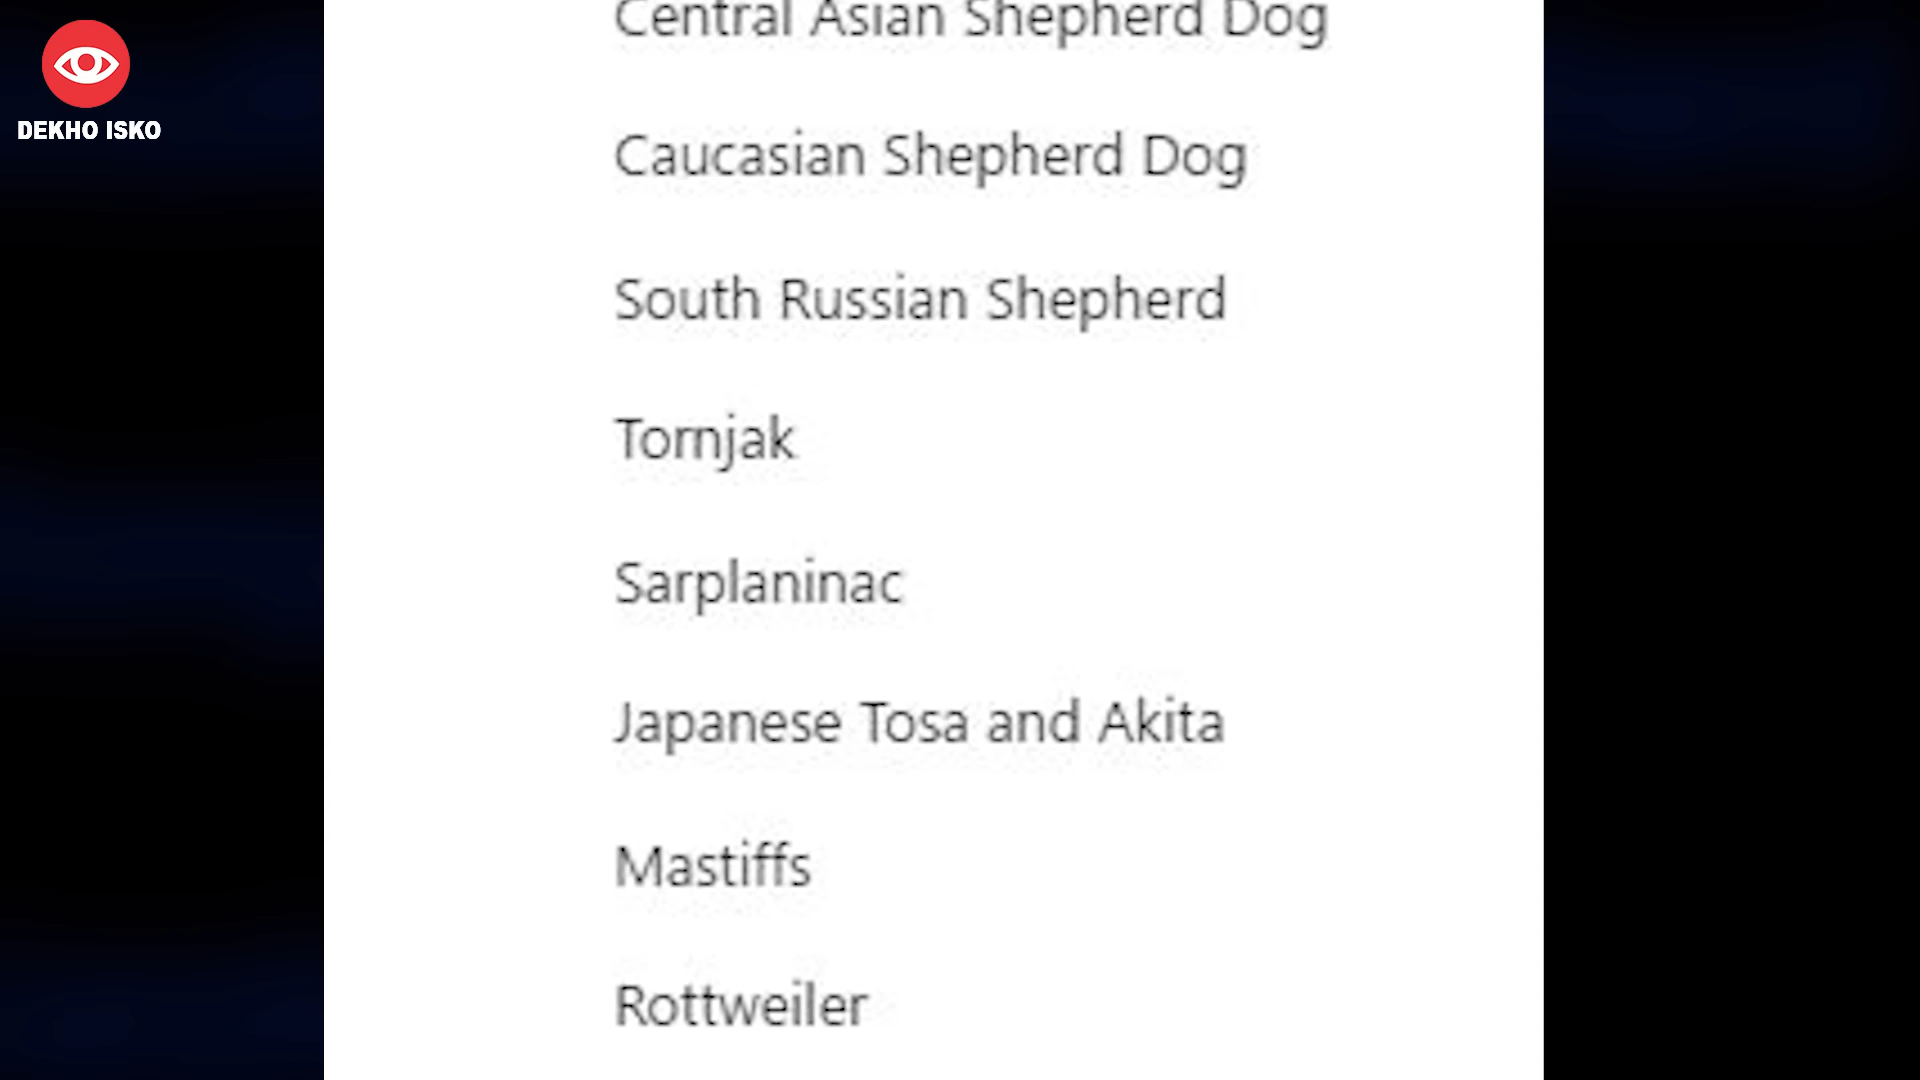 DEKHO ISKO
Central Asian Shepherd Dog
Caucasian Shepherd Dog
South Russian Shepherd
Tornjak
Sarplaninac
Japanese Tosa and Akita
Mastiffs
Rottweiler